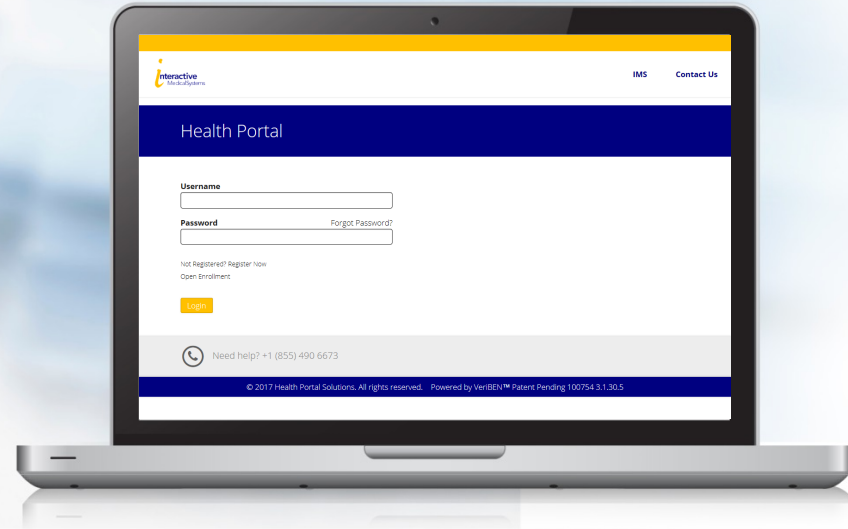 interactive
MedicalSystems
IMS Contact Us
Health Portal
Username
Password Forgot Password?
Not Registered? Register Now
Open Enrollment
Login
Need help? +1 (855) 490 6673
© 2017 Health Portal Solutions. All rights reserved. Powered by VeriBEN™ Patent Pending 100754 3.1.30.5